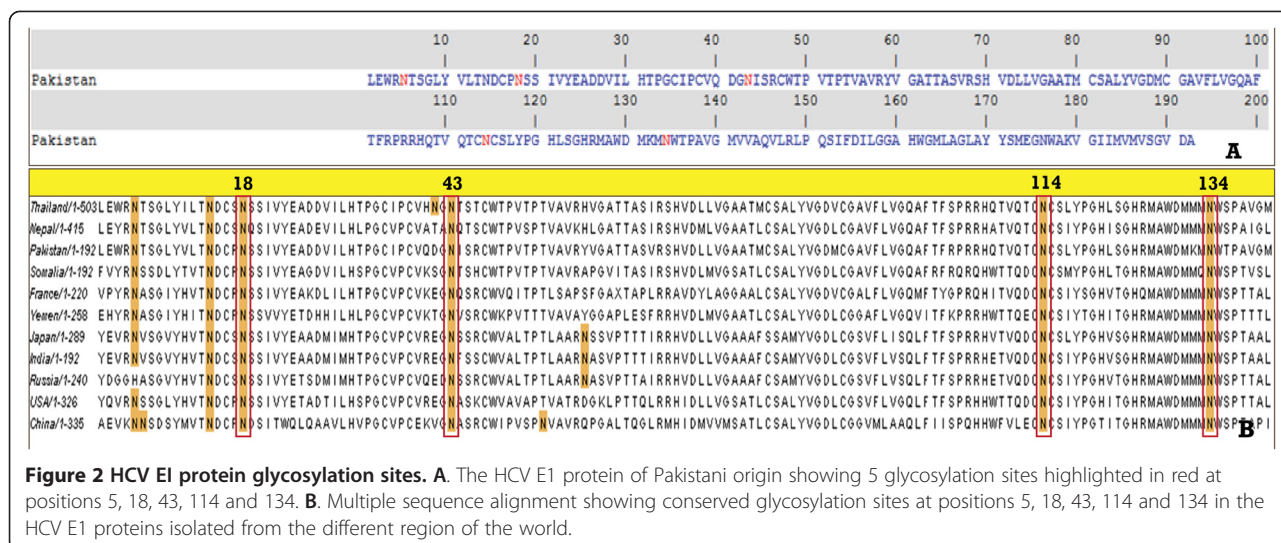 10 20 30 40 50 60 70 80 90 100
Pakistan LEWRNTSGLY VLTNDCPNSS IVYEADDVIL HTPGCIPCVQ DGNISRCWTP VTPTVAVRYV GATTASVRSH VDLLVGAATM CSALYVGDMC GAVFLVGQAF
110 120 130 140 150 160 170 180 190 200
Pakistan TFRPRRHQTV QTCNCSLYPG HLSGHRMAWD MKMNWTPAVG MVVAQVLRLP QSIFDILGGA HWGMLAGLAY YSMEGNWAKV GIIMVMVSGV DA
A
18 43 114 134
Thailand/1-503 LEWRNTSGLYILTNDCSNSSIVYEADDVILHTPGCIPCVHNGNTSTCWTPVTPTVAVRHVGATTASIRSHVDLLVGAATMCSALYVGDVCGAVFLVGQAFTFSPRRHQTVQTCNCSLYPGHLSGHRMAWDMMMNWSPAVGM
Nepal/1-415 LEYRNTSGLYVLTNDCSNQSIVYEADEVILHLPGCVPCVATANQTSCWTPVSPTVAVKHLGATTASIRSHVDMLVGAATLCSALYVGDLCGAVFLVGQAFTFSPRRHATVQTCNCSIYPGHISGHRMAWDMMMNWSPAIGL
Pakistan/1-192 LEWRNTSGLYVLTNDCPNSSIVYEADDVILHTPGCIPCVQDGNISRCWTPVTPTVAVRYVGATTASVRSHVDLLVGAATMCSALYVGDMCGAVFLVGQAFTFRPRRHQTVQTCNCSLYPGHLSGHRMAWDMKMNWTPAVGM
Somalia/1-192 FVYRNSSDLYTVTNDCPNSSIVYEAGDVILHSPGCVPCVKSGNTSHCWTPVTPTVAVRAPGVITASIRSHVDLMVGSATLCSALYVGDLCGAVFLVGQAFRFRQRQHWTTQDCNCSMYPGHLTGHRMAWDMMQNWSPTVSL
France/1-220 VPYRNASGIYHVTNDCPNSSIVYEAKDLILHTPGCVPCVKEGNQSRCWVQITPTLSAPSFGAXTAPLRRAVDYLAGGAALCSALYVGDVCGALFLVGQMFTYGPRQHITVQDCNCSIYSGHVTGHQMAWDMMMNWSPTTAL
Yemen/1-258 EHYRNASGIYHITNDCPNSSVVYETDHHILHLPGCVPCVKTGNVSRCWKPVTTTVAVAYGGAPLESFRRHVDLMVGAATLCSALYVGDLCGAFLVGQVITFKPRRHWTTQECNCSIYTGHITGHRMAWDMMMNWSPTTTL
Japan/1-289 YEVRNVSGVYHVTNDCSNSSIVYEAADMIMHTPGCVPCVREGNSSRCWVALTPTLAARNSSVPTTTIRRHVDLLVGAAAFSSAMYVGDLCGSVFLISQLFTFSPRRHETVQDCNCSIYPGHVSGHRMAWDMMMNWSPTAAL
India/1-192 YEVRNVSGVYHVTNDCSNSSIVYEAADMIMHTPGCVPCVREGNFSSCWVALTPTLAARNASVPTTTIRRHVDLLVGAAAFCSAMYVGDLCGSVFLVSQLFTFSPRRHETVQDCNCSIYPGHVSGHRMAWDMMMNWSPTAAL
Russia/1-240 YDGGHASGVYHVTNDCSNSSIVYETSDMIMHTPGCVPCVQEDNSSRCWVALTPTLAARNASVPTTAIRRHVDLLVGAAAFCSAMYVGDLCGSVFLVSQLFTFSPRRHETVQDCNCSIYPGHVTGHRMAWDMMMNWSPTTAL
USA/1-326 YQVRNSSGLYHVTNDCPNSSIVYETADTILHSPGCVPCVREGNASKCWVAVAPTVATRDGKLPTTQLRRHIDLLVGSATLCSALYVGDLCGSVFLVSQLFTFSPRRHWTTQDCNCSIYPGHITGHRMAWDMMMNWSPTTAL
China/1-335 AEVKNNSDSYMVTNDCPNDSITWQLQAAVLHVPGCVPCEKVGNASRCWIPVSPNVAVRQPGALTQGLRMHIDMVVMSATLCSALYVGDLCGGVMLAAQLFIISPQHHWFVLECNCSIYPGTITGHRMAWDMMMNWSPTAPI
B
Figure 2 HCV EI protein glycosylation sites. A. The HCV E1 protein of Pakistani origin showing 5 glycosylation sites highlighted in red at
positions 5, 18, 43, 114 and 134. B. Multiple sequence alignment showing conserved glycosylation sites at positions 5, 18, 43, 114 and 134 in the
HCV E1 proteins isolated from the different region of the world.